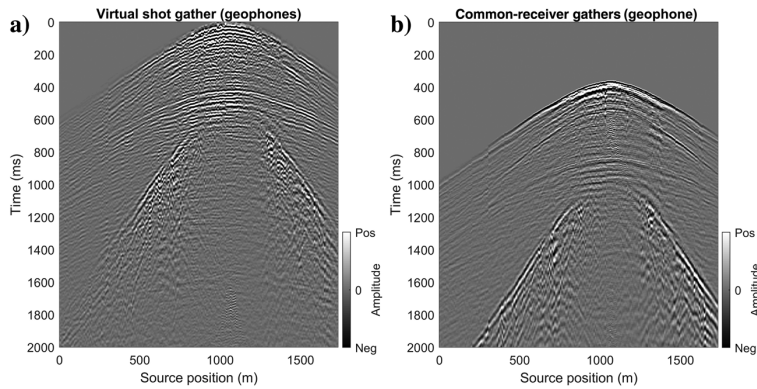 a)
Virtual shot gather (geophones)
0
200
400
600
800
1000
1200
1400
1600
1800
2000
Time (ms)
0
500
1000
1500
Source position (m)
Pos
0
Neg
Amplitude
b)
Common-receiver gathers (geophone)
0
200
400
600
800
1000
1200
1400
1600
1800
2000
Time (ms)
0
500
1000
1500
Source position (m)
Pos
0
Neg
Amplitude